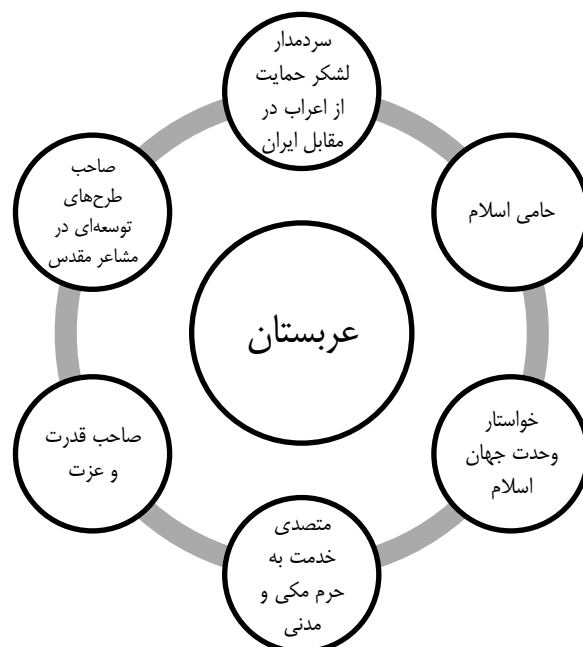 سردمدار
لشکر حمایت
از اعراب در
مقابل ایران
حامی اسلام
خواستار
وحدت جهان
اسلام
متصدی
خدمت به
حرم مکی و
مدنی
صاحب قدرت
و عزت
صاحب
طرح‌های
توسعه‌ای در
مشاعر مقدس
عربستان